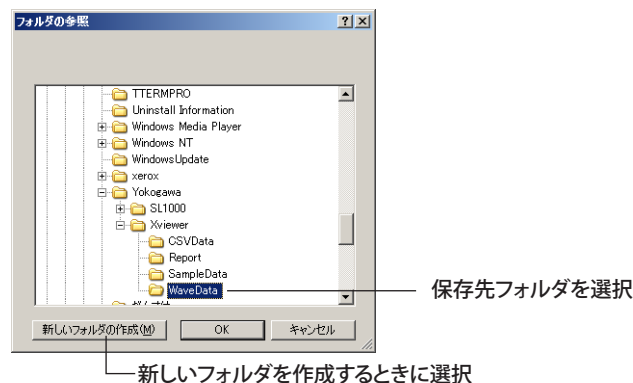 フォルダの参照
TTERMPRO
Uninstall Information
Windows Media Player
Windows NT
WindowsUpdate
xerox
Yokogawa
SL1000
Xviewer
CSVData
Report
SampleData
WaveData
保存先フォルダを選択
新しいフォルダの作成(M)
OK
キャンセル
新しいフォルダを作成するときに選択